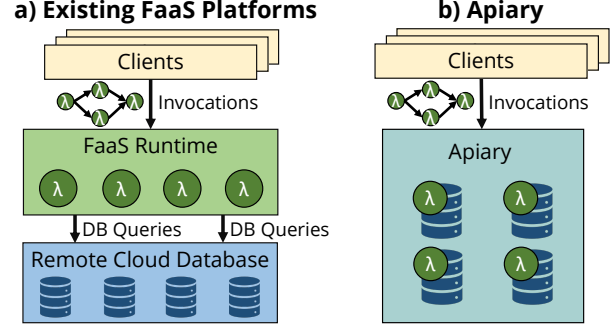 a) Existing FaaS Platforms
Clients
λ λ λ λ
Invocations
FaaS Runtime
λ λ λ λ
DB Queries DB Queries
Remote Cloud Database
b) Apiary
Clients
λ λ λ λ
Invocations
Apiary
λ λ
λ λ